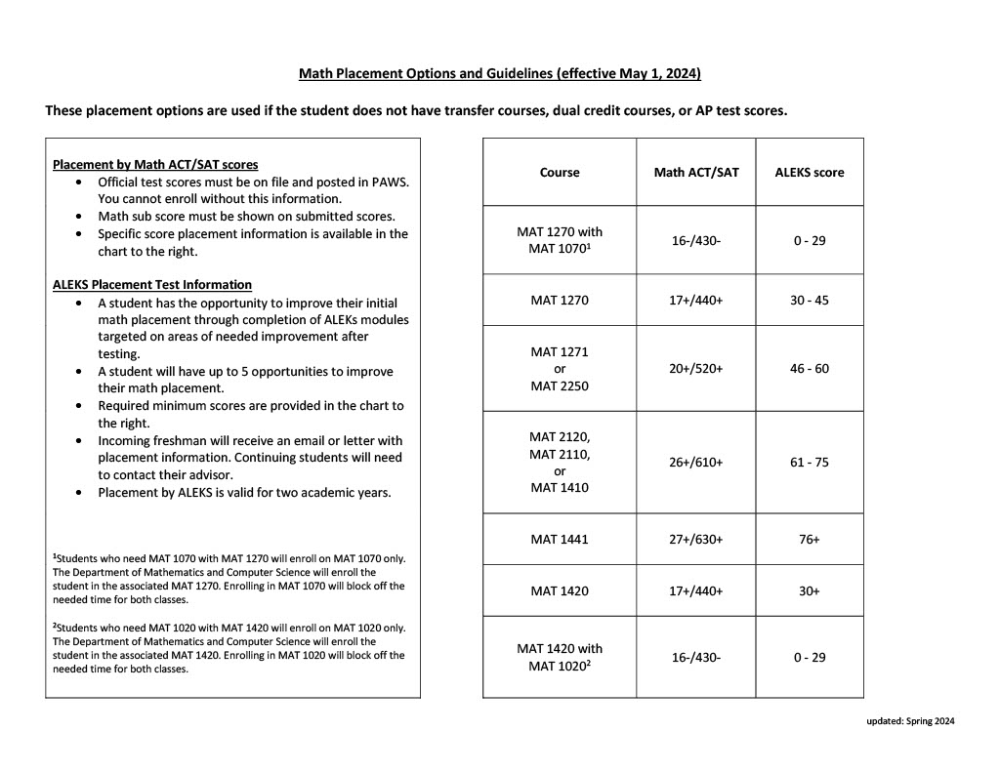 Math Placement Options and Guidelines (effective May 1, 2024)
These placement options are used if the student does not have transfer courses, dual credit courses, or AP test scores.
Placement by Math ACT/SAT scores
• Official test scores must be on file and posted in PAWS.
You cannot enroll without this information.
• Math sub score must be shown on submitted scores.
• Specific score placement information is available in the
chart to the right.
ALEKS Placement Test Information
• A student has the opportunity to improve their initial
math placement through completion of ALEKs modules
targeted on areas of needed improvement after
testing.
• A student will have up to 5 opportunities to improve
their math placement.
• Required minimum scores are provided in the chart to
the right.
• Incoming freshman will receive an email or letter with
placement information. Continuing students will need
to contact their advisor.
• Placement by ALEKS is valid for two academic years.
¹Students who need MAT 1070 with MAT 1270 will enroll on MAT 1070 only.
The Department of Mathematics and Computer Science will enroll the
student in the associated MAT 1270. Enrolling in MAT 1070 will block off the
needed time for both classes.
²Students who need MAT 1020 with MAT 1420 will enroll on MAT 1020 only.
The Department of Mathematics and Computer Science will enroll the
student in the associated MAT 1420. Enrolling in MAT 1020 will block off the
needed time for both classes.
Course Math ACT/SAT ALEKS score
MAT 1270 with
MAT 1070¹ 16-/430- 0 - 29
MAT 1270 17+/440+ 30 - 45
MAT 1271
or 20+/520+ 46 - 60
MAT 2250
MAT 2120,
MAT 2110, 26+/610+ 61 - 75
or
MAT 1410
MAT 1441 27+/630+ 76+
MAT 1420 17+/440+ 30+
MAT 1420 with
MAT 1020² 16-/430- 0 - 29
updated: Spring 2024